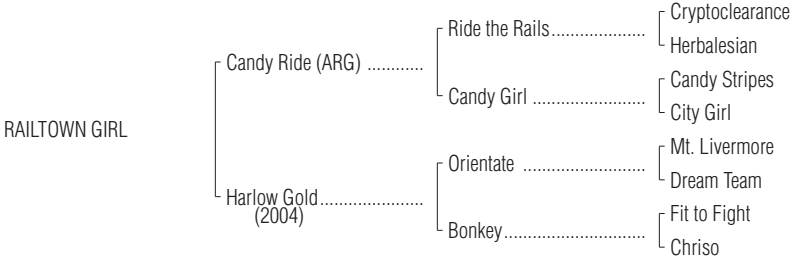 Cryptoclearance
Ride the Rails....................
Herbalesian
Candy Ride (ARG) ............
Candy Stripes
Candy Girl ........................
City Girl
RAILTOWN GIRL
Mt. Livermore
Orientate ..........................
Dream Team
Harlow Gold......................
(2004)
Fit to Fight
Bonkey..............................
Chriso